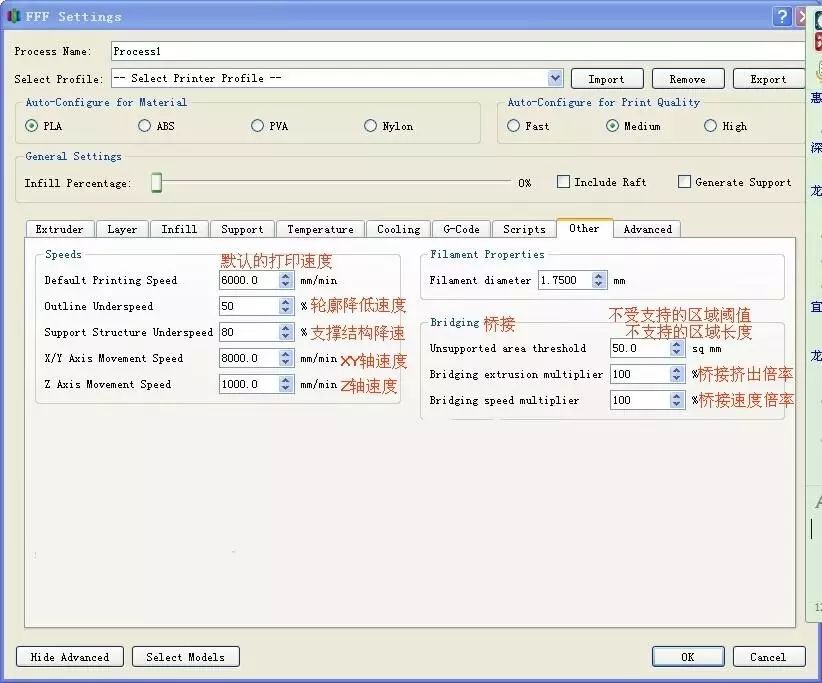 FFF Settings
Process Name: Process1
Select Profile: -- Select Printer Profile -- Import Remove Export
Auto-Configure for Material Auto-Configure for Print Quality
PLA ABS PVA Nylon Fast Medium High
General Settings
Infill Percentage: 0% Include Raft Generate Support
Extruder Layer Infill Support Temperature Cooling G-Code Scripts Other Advanced
Speeds
默认的打印速度
Default Printing Speed 6000.0 mm/min
Outline Underspeed 50 % 轮廓降低速度
Support Structure Underspeed 80 % 支撑结构降速
X/Y Axis Movement Speed 8000.0 mm/min XY轴速度
Z Axis Movement Speed 1000.0 mm/min Z轴速度
Filament Properties
Filament diameter 1.7500 mm
Bridging 桥接
不受支持的区域阈值
不支持的区域长度
Unsupported area threshold 50.0 sq mm
Bridging extrusion multiplier 100 % 桥接挤出倍率
Bridging speed multiplier 100 % 桥接速度倍率
Hide Advanced Select Models OK Cancel
惠
深
龙
宜
龙